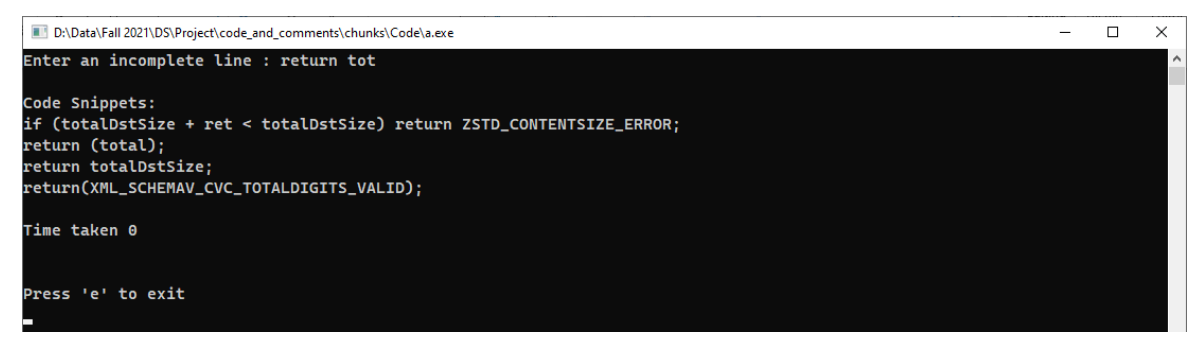 D:\Data\Fall 2021\DS\Project\code_and_comments\chunks\Code\a.exe
Enter an incomplete line : return tot
Code Snippets:
if (totalDstSize + ret < totalDstSize) return ZSTD_CONTENTSIZE_ERROR;
return (total);
return totalDstSize;
return(XML_SCHEMAV_CVC_TOTALDIGITS_VALID);
Time taken 0
Press 'e' to exit